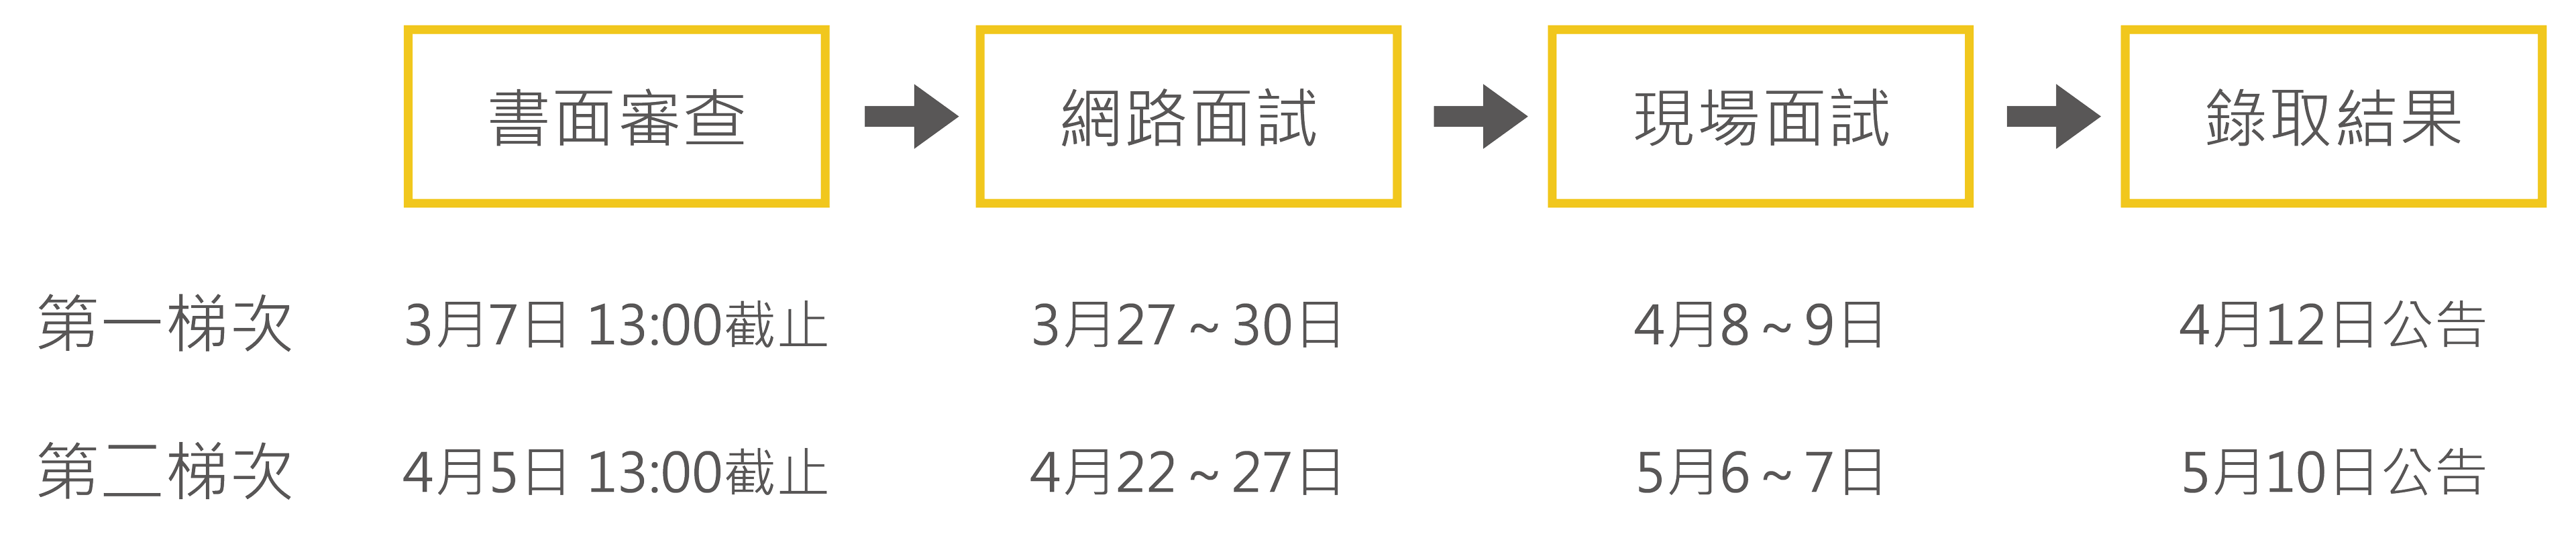 書面審查 網路面試 現場面試 錄取結果
第一梯次 3月7日 13:00截止 3月27 ~ 30日 4月8 ~ 9日 4月12日公告
第二梯次 4月5日 13:00截止 4月22 ~ 27日 5月6 ~ 7日 5月10日公告